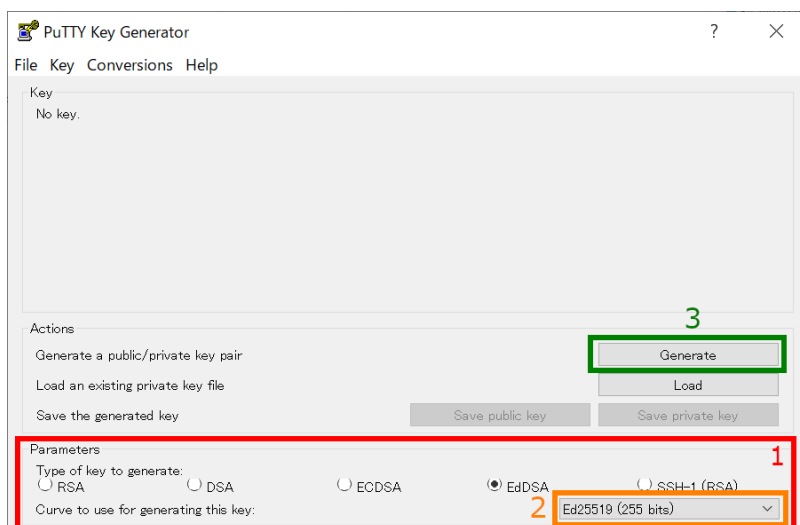 PuTTY Key Generator ?
File Key Conversions Help
Key
No key.
3
Actions
Generate a public/private key pair Generate
Load an existing private key file Load
Save the generated key Save public key Save private key
Parameters 1
Type of key to generate:
RSA DSA ECDSA EdDSA SSH-1 (RSA)
Curve to use for generating this key: 2 Ed25519 (255 bits)